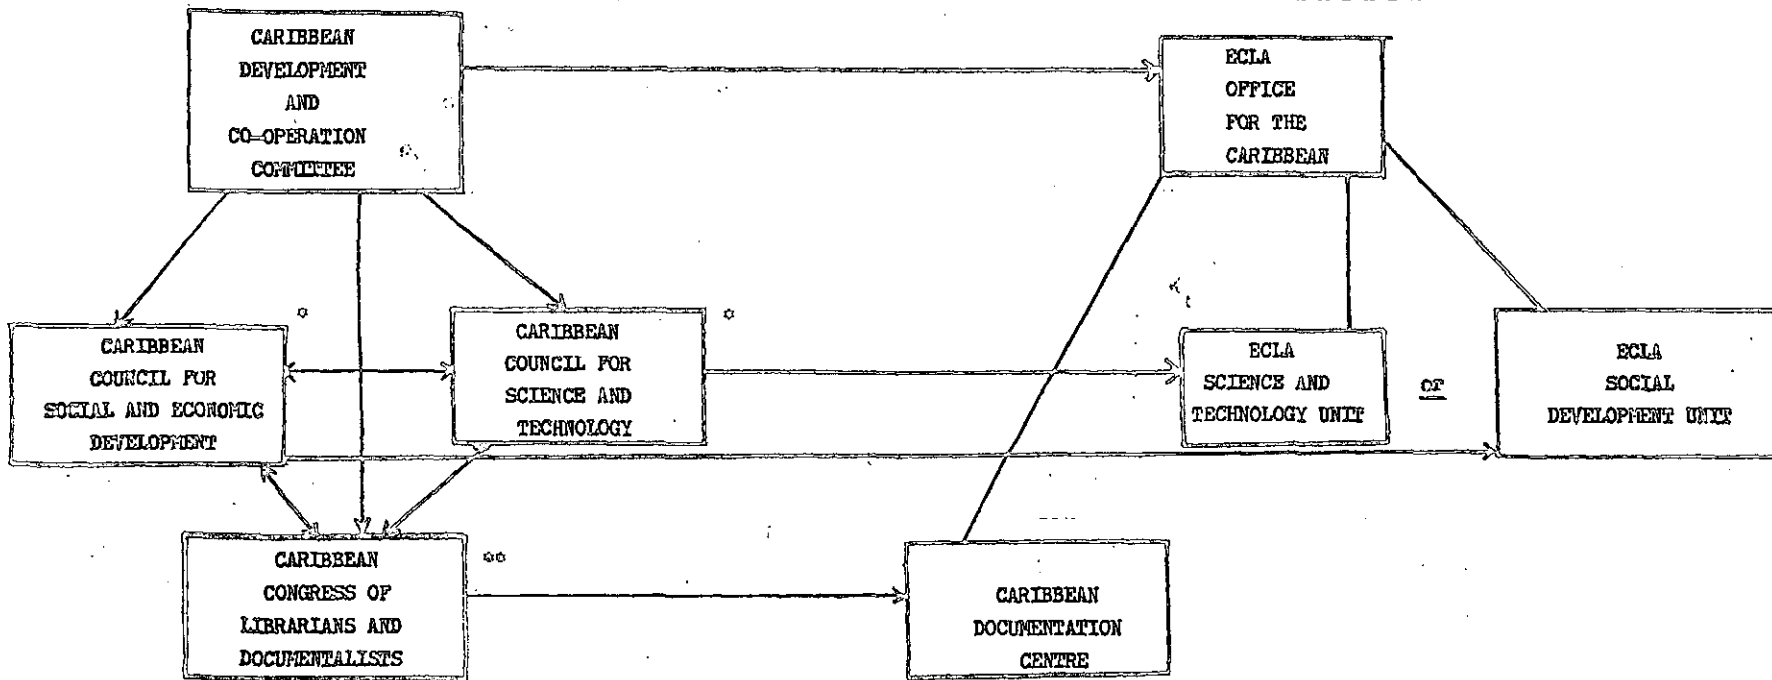 CARIBBEAN
DEVELOPMENT
AND
CO-OPERATION
COMMITTEE
ECLA
OFFICE
FOR THE
CARIBBEAN
*
CARIBBEAN
COUNCIL FOR
SOCIAL AND ECONOMIC
DEVELOPMENT
*
CARIBBEAN
COUNCIL FOR
SCIENCE AND
TECHNOLOGY
ECLA
SCIENCE AND
TECHNOLOGY UNIT
or
ECLA
SOCIAL
DEVELOPMENT UNIT
**
CARIBBEAN
CONGRESS OF
LIBRARIANS AND
DOCUMENTALISTS
CARIBBEAN
DOCUMENTATION
CENTRE